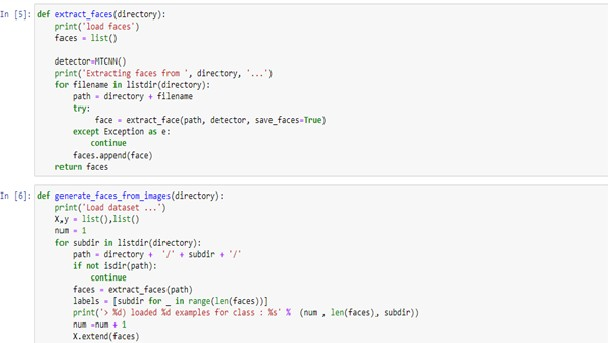 In [5]: def extract_faces(directory):
    print('load faces')
    faces = list()

    detector=MTCNN()
    print('Extracting faces from ', directory, '...')
    for filename in listdir(directory):
        path = directory + filename
        try:
            face = extract_face(path, detector, save_faces=True)
        except Exception as e:
            continue
        faces.append(face)
    return faces

In [6]: def generate_faces_from_images(directory):
    print('Load dataset ...')
    X,y = list(),list()
    num = 1
    for subdir in listdir(directory):
        path = directory +  './' + subdir + '/'
        if not isdir(path):
            continue
        faces = extract_faces(path)
        labels = [subdir for _ in range(len(faces))]
        print('> %d) loaded %d examples for class : %s' %  (num , len(faces), subdir))
        num =num + 1
        X.extend(faces)